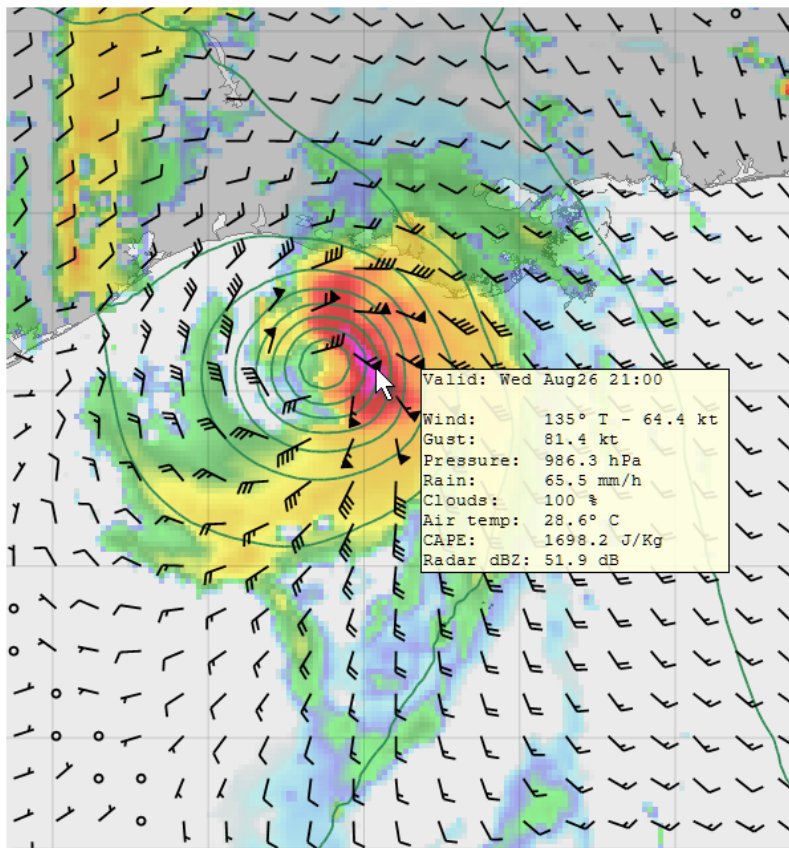 Valid: Wed Aug26 21:00
Wind: 135° T - 64.4 kt
Gust: 81.4 kt
Pressure: 986.3 hPa
Rain: 65.5 mm/h
Clouds: 100 %
Air temp: 28.6° C
CAPE: 1698.2 J/Kg
Radar dBZ: 51.9 dB